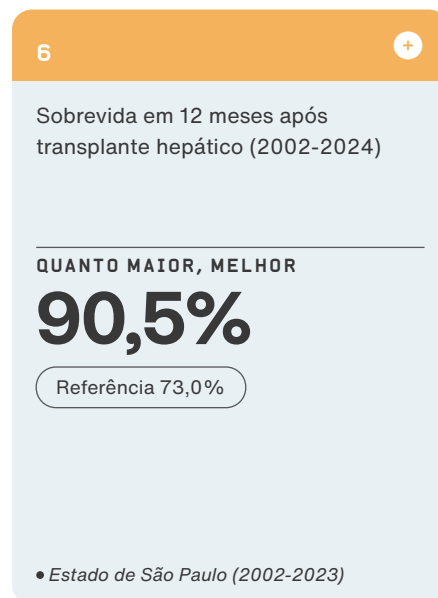 6
+
Sobrevida em 12 meses após
transplante hepático (2002-2024)
QUANTO MAIOR, MELHOR
90,5%
Referência 73,0%
• Estado de São Paulo (2002-2023)